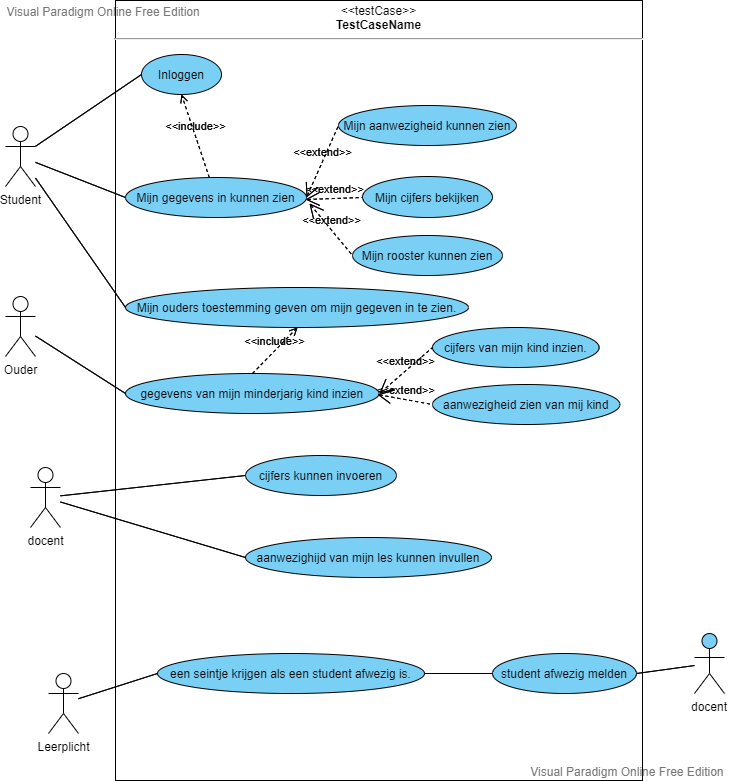 Visual Paradigm Online Free Edition
<<testCase>>
TestCaseName
Inloggen
<<include>>
Mijn aanwezigheid kunnen zien
<<extend>>
Student
Mijn gegevens in kunnen zien
<<extend>>
Mijn cijfers bekijken
<<extend>>
Mijn rooster kunnen zien
Mijn ouders toestemming geven om mijn gegeven in te zien.
<<include>>
Ouder
cijfers van mijn kind inzien.
<<extend>>
gegevens van mijn minderjarig kind inzien
<<extend>>
aanwezigheid zien van mij kind
cijfers kunnen invoeren
docent
aanwezighijd van mijn les kunnen invullen
een seintje krijgen als een student afwezig is.
student afwezig melden
docent
Leerplicht
Visual Paradigm Online Free Edition